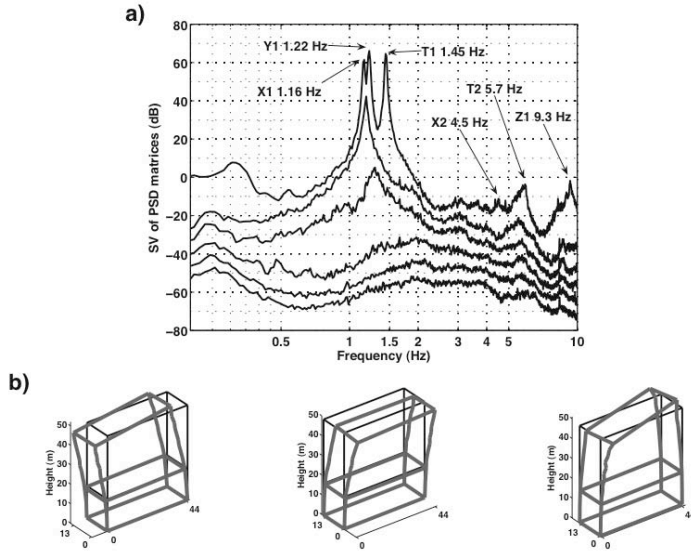 a)
80
60
40
20
0
−20
−40
−60
−80
SV of PSD matrices (dB)
Y1 1.22 Hz
T1 1.45 Hz
X1 1.16 Hz
T2 5.7 Hz
X2 4.5 Hz
Z1 9.3 Hz
0.5 1 1.5 2 3 4 5 10
Frequency (Hz)
b)
Height (m)
50
40
30
20
10
0
13
0
0
44
Height (m)
50
40
30
20
10
0
13
0
0
44
Height (m)
50
40
30
20
10
0
13
0
0
44